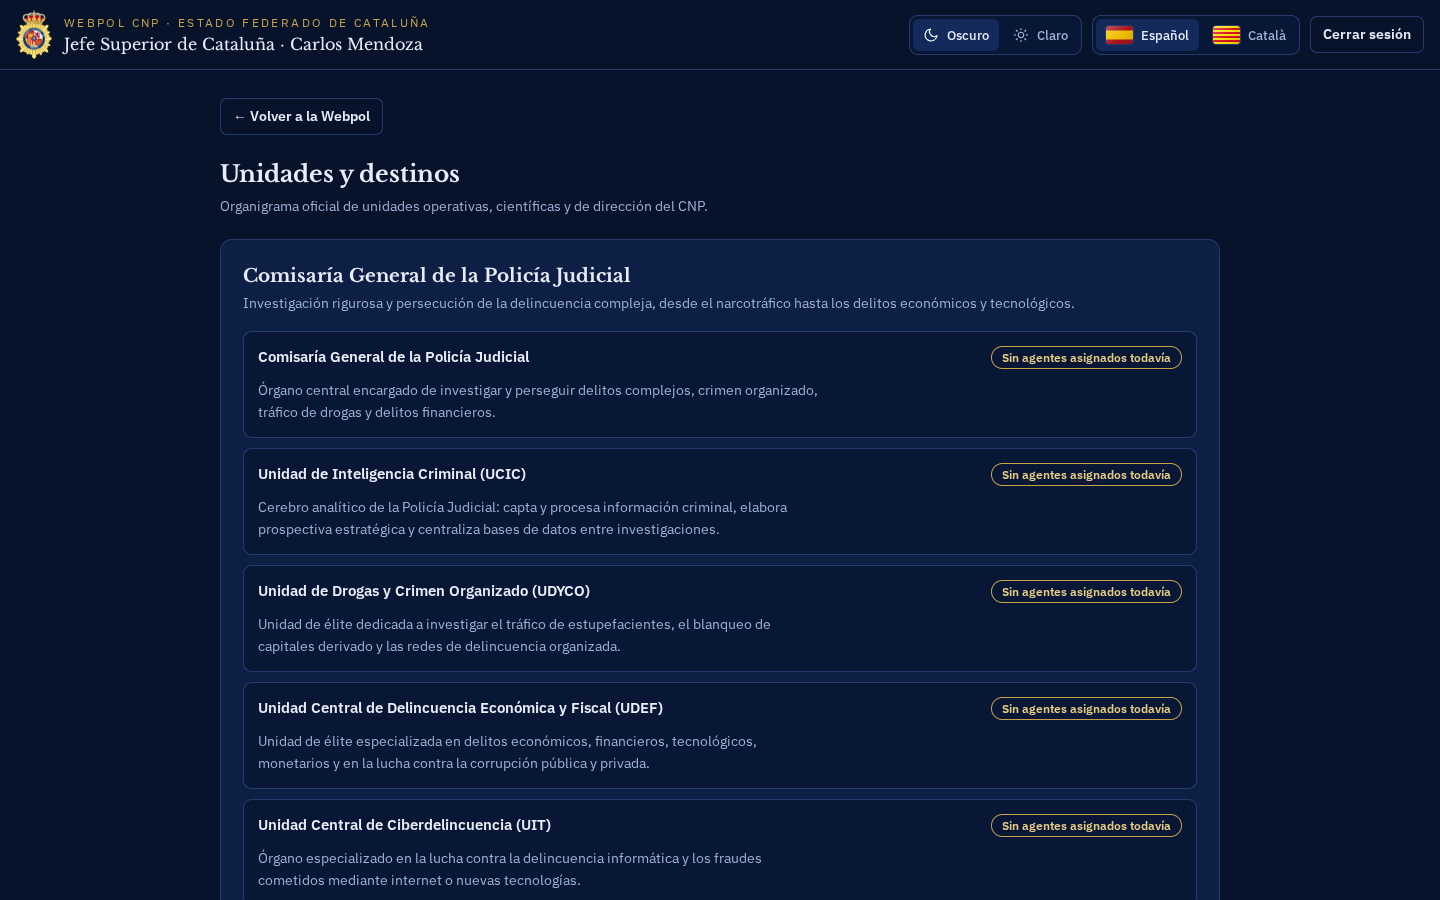 WEBPOL CNP · ESTADO FEDERADO DE CATALUÑA
Jefe Superior de Cataluña · Carlos Mendoza
Oscuro
Claro
Español
Català
Cerrar sesión
← Volver a la Webpol
Unidades y destinos
Organigrama oficial de unidades operativas, científicas y de dirección del CNP.
Comisaría General de la Policía Judicial
Investigación rigurosa y persecución de la delincuencia compleja, desde el narcotráfico hasta los delitos económicos y tecnológicos.
Comisaría General de la Policía Judicial
Sin agentes asignados todavía
Órgano central encargado de investigar y perseguir delitos complejos, crimen organizado,
tráfico de drogas y delitos financieros.
Unidad de Inteligencia Criminal (UCIC)
Sin agentes asignados todavía
Cerebro analítico de la Policía Judicial: capta y procesa información criminal, elabora
prospectiva estratégica y centraliza bases de datos entre investigaciones.
Unidad de Drogas y Crimen Organizado (UDYCO)
Sin agentes asignados todavía
Unidad de élite dedicada a investigar el tráfico de estupefacientes, el blanqueo de
capitales derivado y las redes de delincuencia organizada.
Unidad Central de Delincuencia Económica y Fiscal (UDEF)
Sin agentes asignados todavía
Unidad de élite especializada en delitos económicos, financieros, tecnológicos,
monetarios y en la lucha contra la corrupción pública y privada.
Unidad Central de Ciberdelincuencia (UIT)
Sin agentes asignados todavía
Órgano especializado en la lucha contra la delincuencia informática y los fraudes
cometidos mediante internet o nuevas tecnologías.